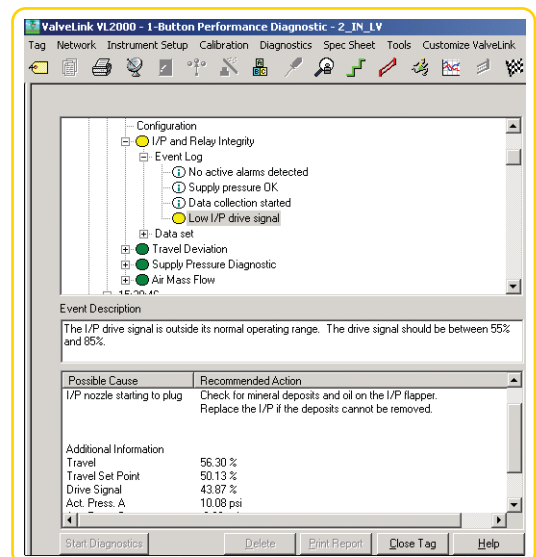 ValveLink VL2000 - 1-Button Performance Diagnostic - 2_IN_LV
Tag Network Instrument Setup Calibration Diagnostics Spec Sheet Tools Customize ValveLink
Configuration
I/P and Relay Integrity
Event Log
No active alarms detected
Supply pressure OK
Data collection started
Low I/P drive signal
Data set
Travel Deviation
Supply Pressure Diagnostic
Air Mass Flow
Event Description
The I/P drive signal is outside its normal operating range. The drive signal should be between 55%
and 85%.
Possible Cause Recommended Action
I/P nozzle starting to plug Check for mineral deposits and oil on the I/P flapper.
Replace the I/P if the deposits cannot be removed.
Additional Information
Travel 56.30 %
Travel Set Point 50.13 %
Drive Signal 43.87 %
Act. Press. A 10.08 psi
Start Diagnostics Delete Print Report Close Tag Help